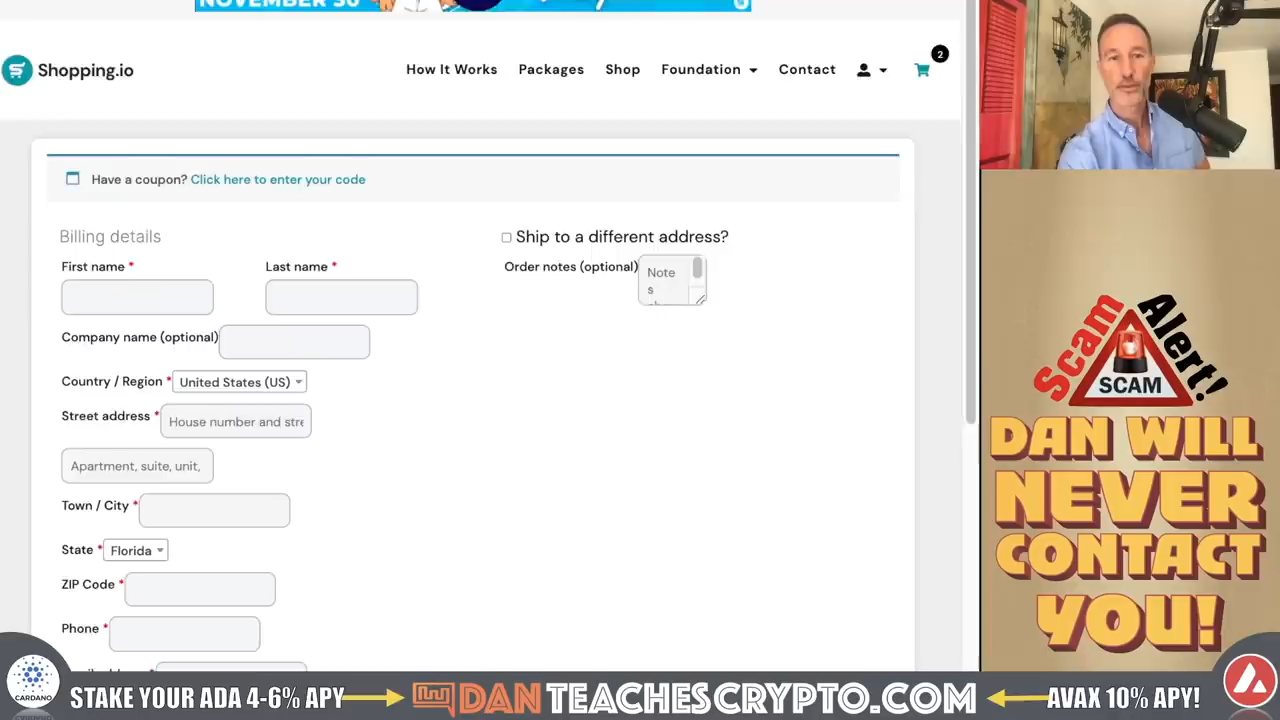 NOVEMBER 30
Shopping.io
How It Works
Packages
Shop
Foundation
Contact
2
Have a coupon? Click here to enter your code
Billing details
First name *
Last name *
Company name (optional)
Country / Region *
United States (US)
Street address *
House number and stre
Apartment, suite, unit,
Town / City *
State *
Florida
ZIP Code *
Phone *
Ship to a different address?
Order notes (optional)
Note
s
Scam Alert!
SCAM
DAN WILL
NEVER
CONTACT
YOU!
CARDANO
STAKE YOUR ADA 4-6% APY
DANTEACHESCRYPTO.COM
AVAX 10% APY!